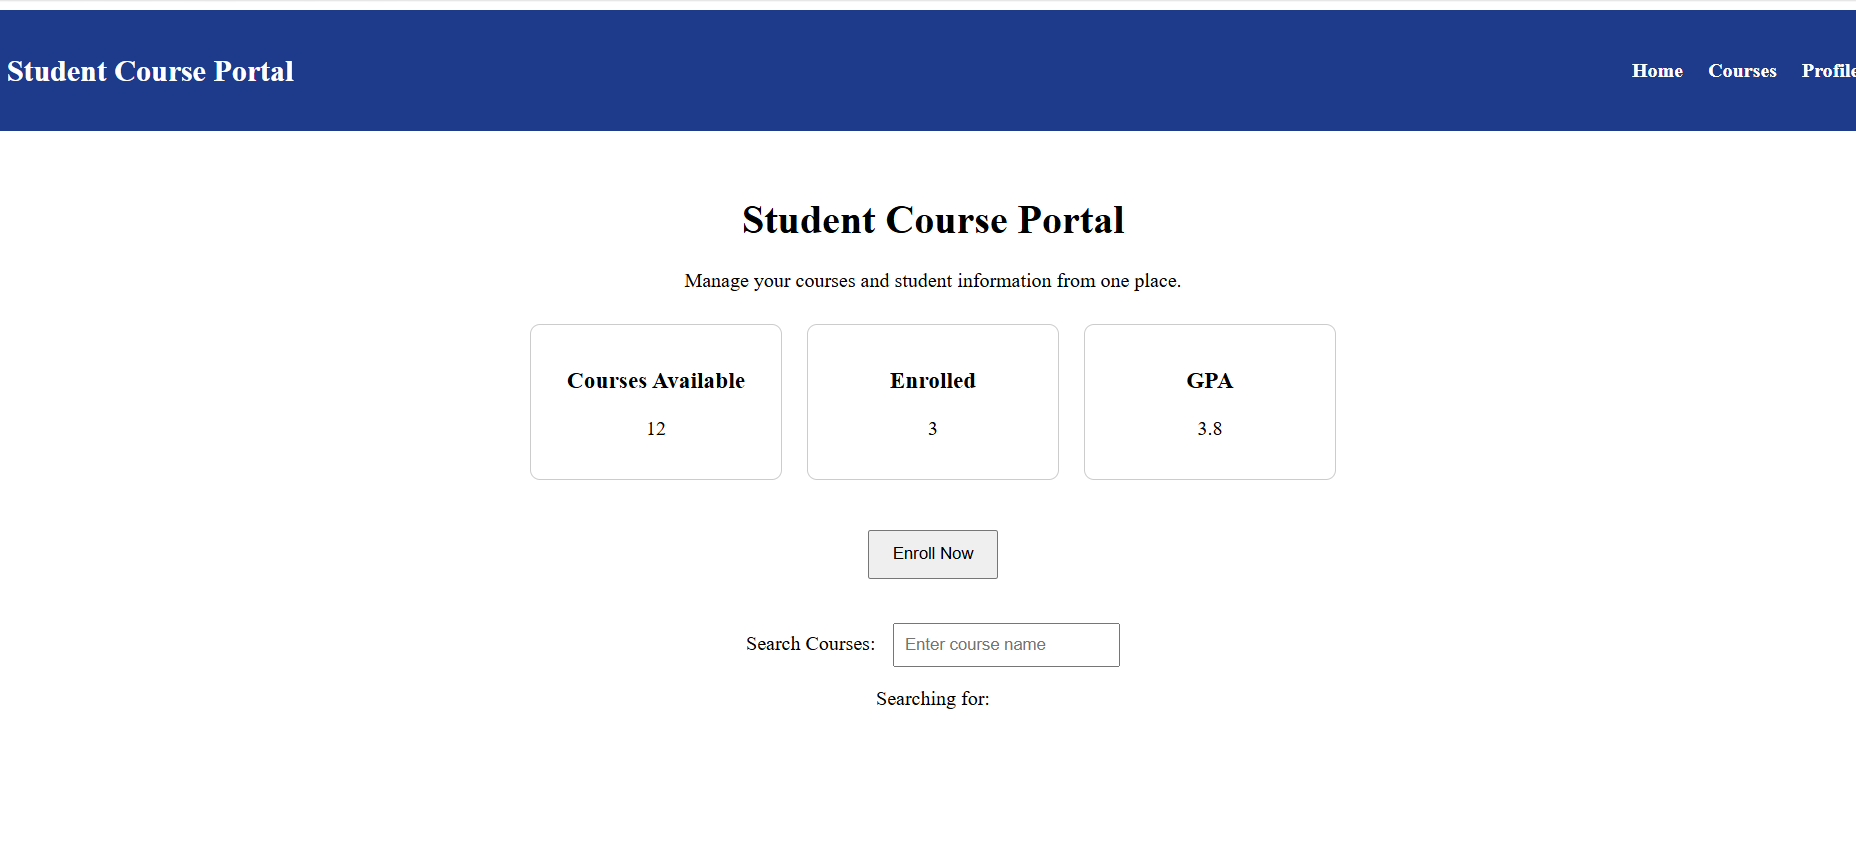 Student Course Portal
Home Courses Profile
Student Course Portal
Manage your courses and student information from one place.
Courses Available Enrolled GPA
12 3 3.8
Enroll Now
Search Courses: Enter course name
Searching for: